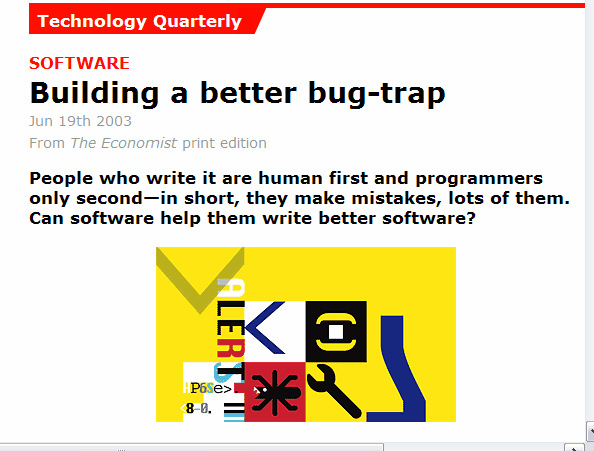 Technology Quarterly
SOFTWARE
Building a better bug-trap
Jun 19th 2003
From The Economist print edition
People who write it are human first and programmers
only second—in short, they make mistakes, lots of them.
Can software help them write better software?
ALERT